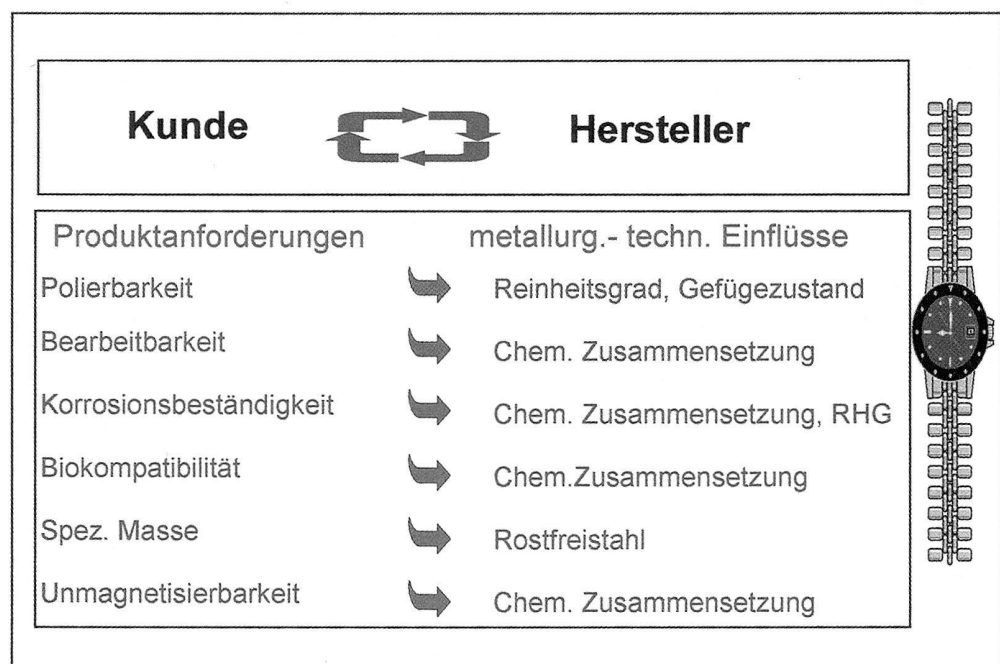 Kunde Hersteller
Produktanforderungen metallurg.- techn. Einflüsse
Polierbarkeit Reinheitsgrad, Gefügezustand
Bearbeitbarkeit Chem. Zusammensetzung
Korrosionsbeständigkeit Chem. Zusammensetzung, RHG
Biokompatibilität Chem.Zusammensetzung
Spez. Masse Rostfreistahl
Unmagnetisierbarkeit Chem. Zusammensetzung